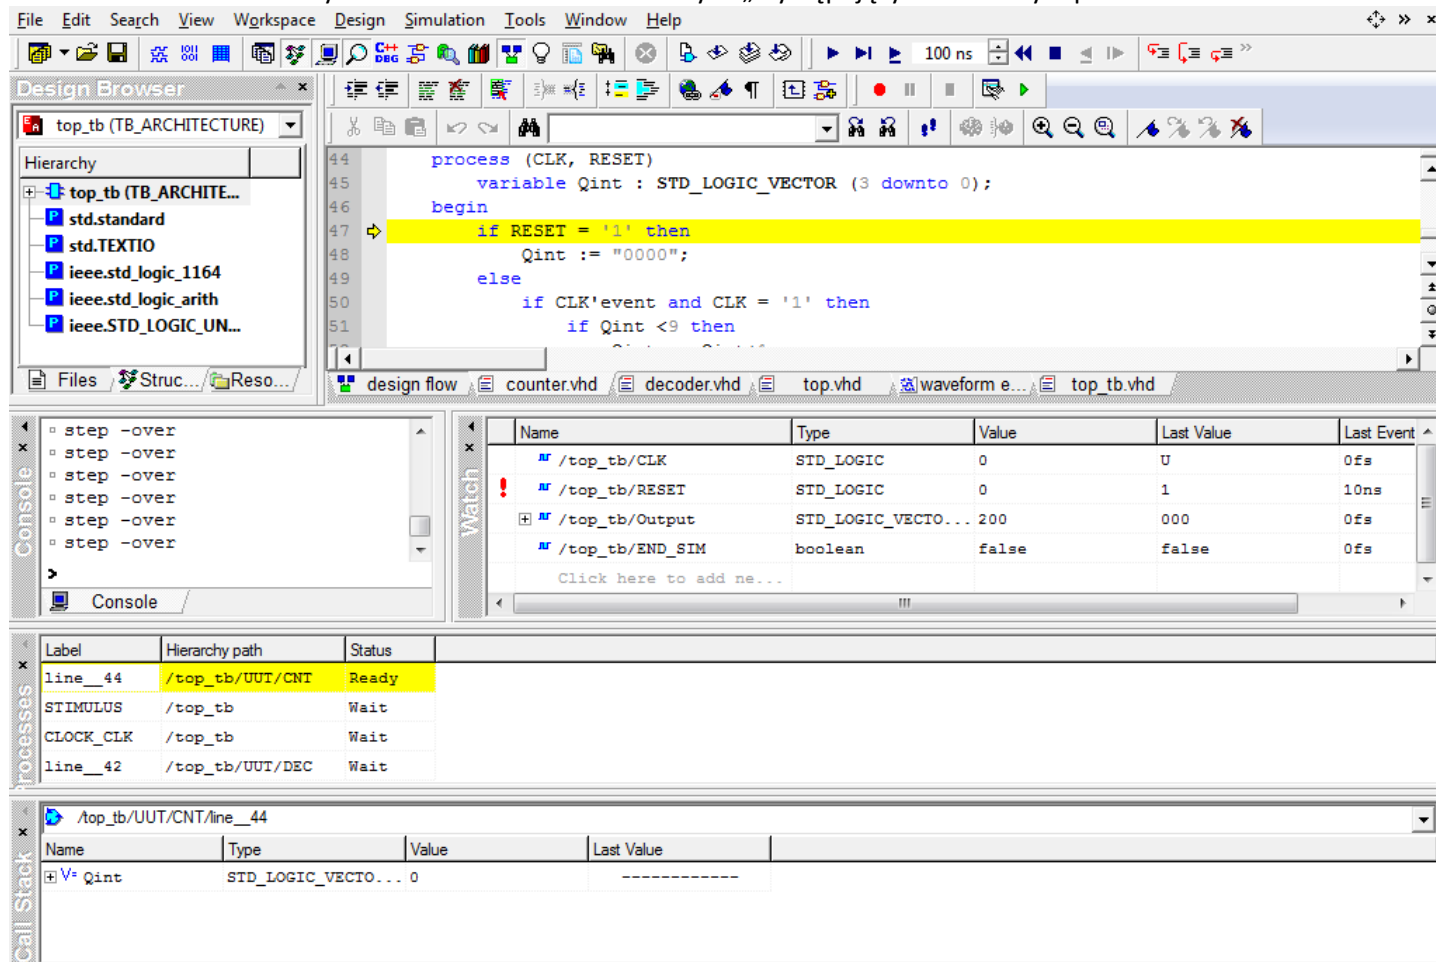 File Edit Search View Workspace Design Simulation Tools Window Help
100 ns
Design Browser
top_tb (TB_ARCHITECTURE)
Hierarchy
top_tb (TB_ARCHITE...
std.standard
std.TEXTIO
ieee.std_logic_1164
ieee.std_logic_arith
ieee.STD_LOGIC_UN...
Files Struc... Reso...
44 process (CLK, RESET)
45 variable Qint : STD_LOGIC_VECTOR (3 downto 0);
46 begin
47 if RESET = '1' then
48 Qint := "0000";
49 else
50 if CLK'event and CLK = '1' then
51 if Qint <9 then
design flow counter.vhd decoder.vhd top.vhd waveform e... top_tb.vhd
Console
step -over
step -over
step -over
step -over
step -over
step -over
>
Console
Watch
Name Type Value Last Value Last Event
/top_tb/CLK STD_LOGIC 0 U 0fs
/top_tb/RESET STD_LOGIC 0 1 10ns
/top_tb/Output STD_LOGIC_VECTO... 200 000 0fs
/top_tb/END_SIM boolean false false 0fs
Click here to add ne...
Label Hierarchy path Status
line__44 /top_tb/UUT/CNT Ready
STIMULUS /top_tb Wait
CLOCK_CLK /top_tb Wait
line__42 /top_tb/UUT/DEC Wait
/top_tb/UUT/CNT/line__44
Call Stack
Name Type Value Last Value
V= Qint STD_LOGIC_VECTO... 0 ------------